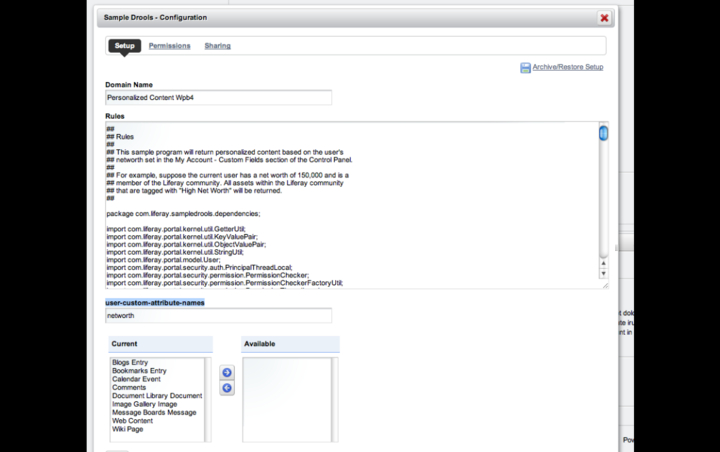 Sample Drools - Configuration
Setup
Permissions
Sharing
Archive/Restore Setup
Domain Name
Personalized Content Wpb4
Rules
##
## Rules
##
## This sample program will return personalized content based on the user's
## networth set in the My Account - Custom Fields section of the Control Panel.
##
## For example, suppose the current user has a net worth of 150,000 and is a
## member of the Liferay community. All assets within the Liferay community
## that are tagged with "High Net Worth" will be returned.
##
package com.liferay.sampledrools.dependencies;
import com.liferay.portal.kernel.util.GetterUtil;
import com.liferay.portal.kernel.util.KeyValuePair;
import com.liferay.portal.kernel.util.ObjectValuePair;
import com.liferay.portal.kernel.util.StringUtil;
import com.liferay.portal.model.User;
import com.liferay.portal.security.auth.PrincipalThreadLocal;
import com.liferay.portal.security.permission.PermissionChecker;
import com.liferay.portal.security.permission.PermissionCheckerFactoryUtil;
user-custom-attribute-names
networth
Current
Available
Blogs Entry
Bookmarks Entry
Calendar Event
Comments
Document Library Document
Image Gallery Image
Message Boards Message
Web Content
Wiki Page